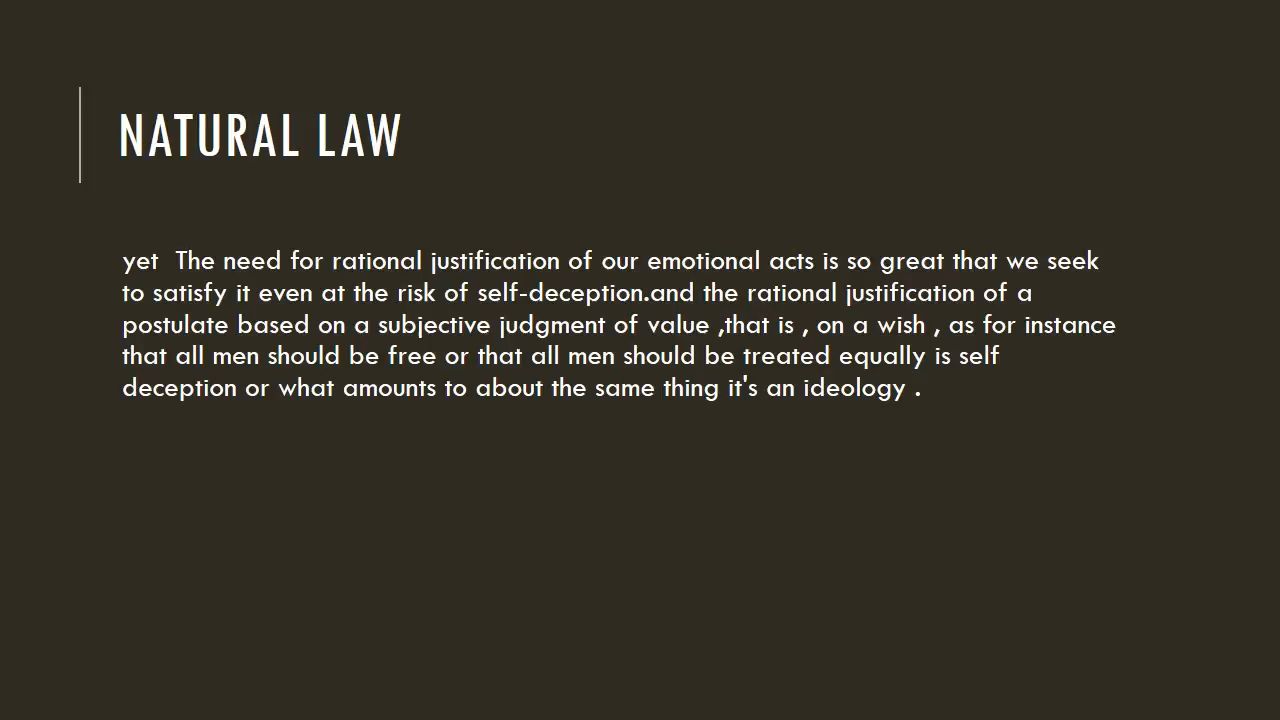 NATURAL LAW
yet  The need for rational justification of our emotional acts is so great that we seek
to satisfy it even at the risk of self-deception.and the rational justification of a
postulate based on a subjective judgment of value ,that is , on a wish , as for instance
that all men should be free or that all men should be treated equally is self
deception or what amounts to about the same thing it's an ideology .